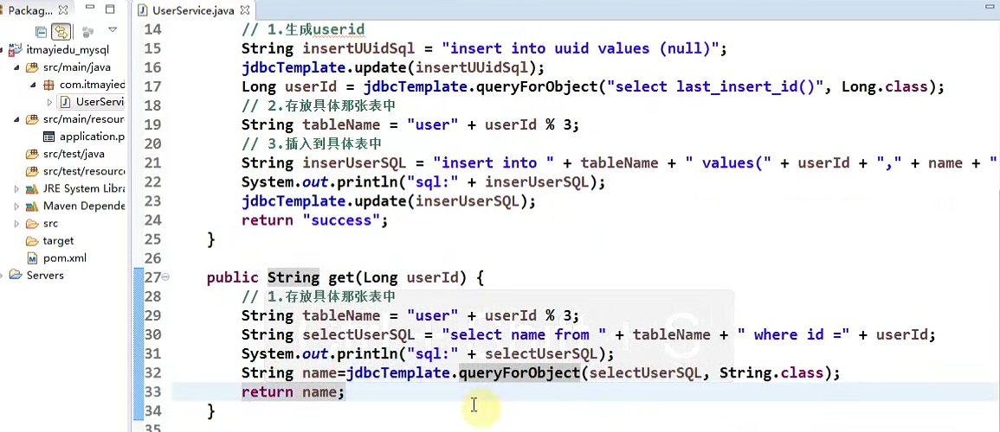 Packag...
UserService.java
itmayiedu_mysql
src/main/java
com.itmayied
UserServi
src/main/resour
application.p
src/test/java
src/test/resourc
JRE System Libra
Maven Depende
src
target
pom.xml
Servers
14 // 1.生成userid
15 String insertUUidSql = "insert into uuid values (null)";
16 jdbcTemplate.update(insertUUidSql);
17 Long userId = jdbcTemplate.queryForObject("select last_insert_id()", Long.class);
18 // 2.存放具体那张表中
19 String tableName = "user" + userId % 3;
20 // 3.插入到具体表中
21 String inserUserSQL = "insert into " + tableName + " values(" + userId + "," + name + "
22 System.out.println("sql:" + inserUserSQL);
23 jdbcTemplate.update(inserUserSQL);
24 return "success";
25 }
26
27 public String get(Long userId) {
28 // 1.存放具体那张表中
29 String tableName = "user" + userId % 3;
30 String selectUserSQL = "select name from " + tableName + " where id =" + userId;
31 System.out.println("sql:" + selectUserSQL);
32 String name=jdbcTemplate.queryForObject(selectUserSQL, String.class);
33 return name;
34 }
35